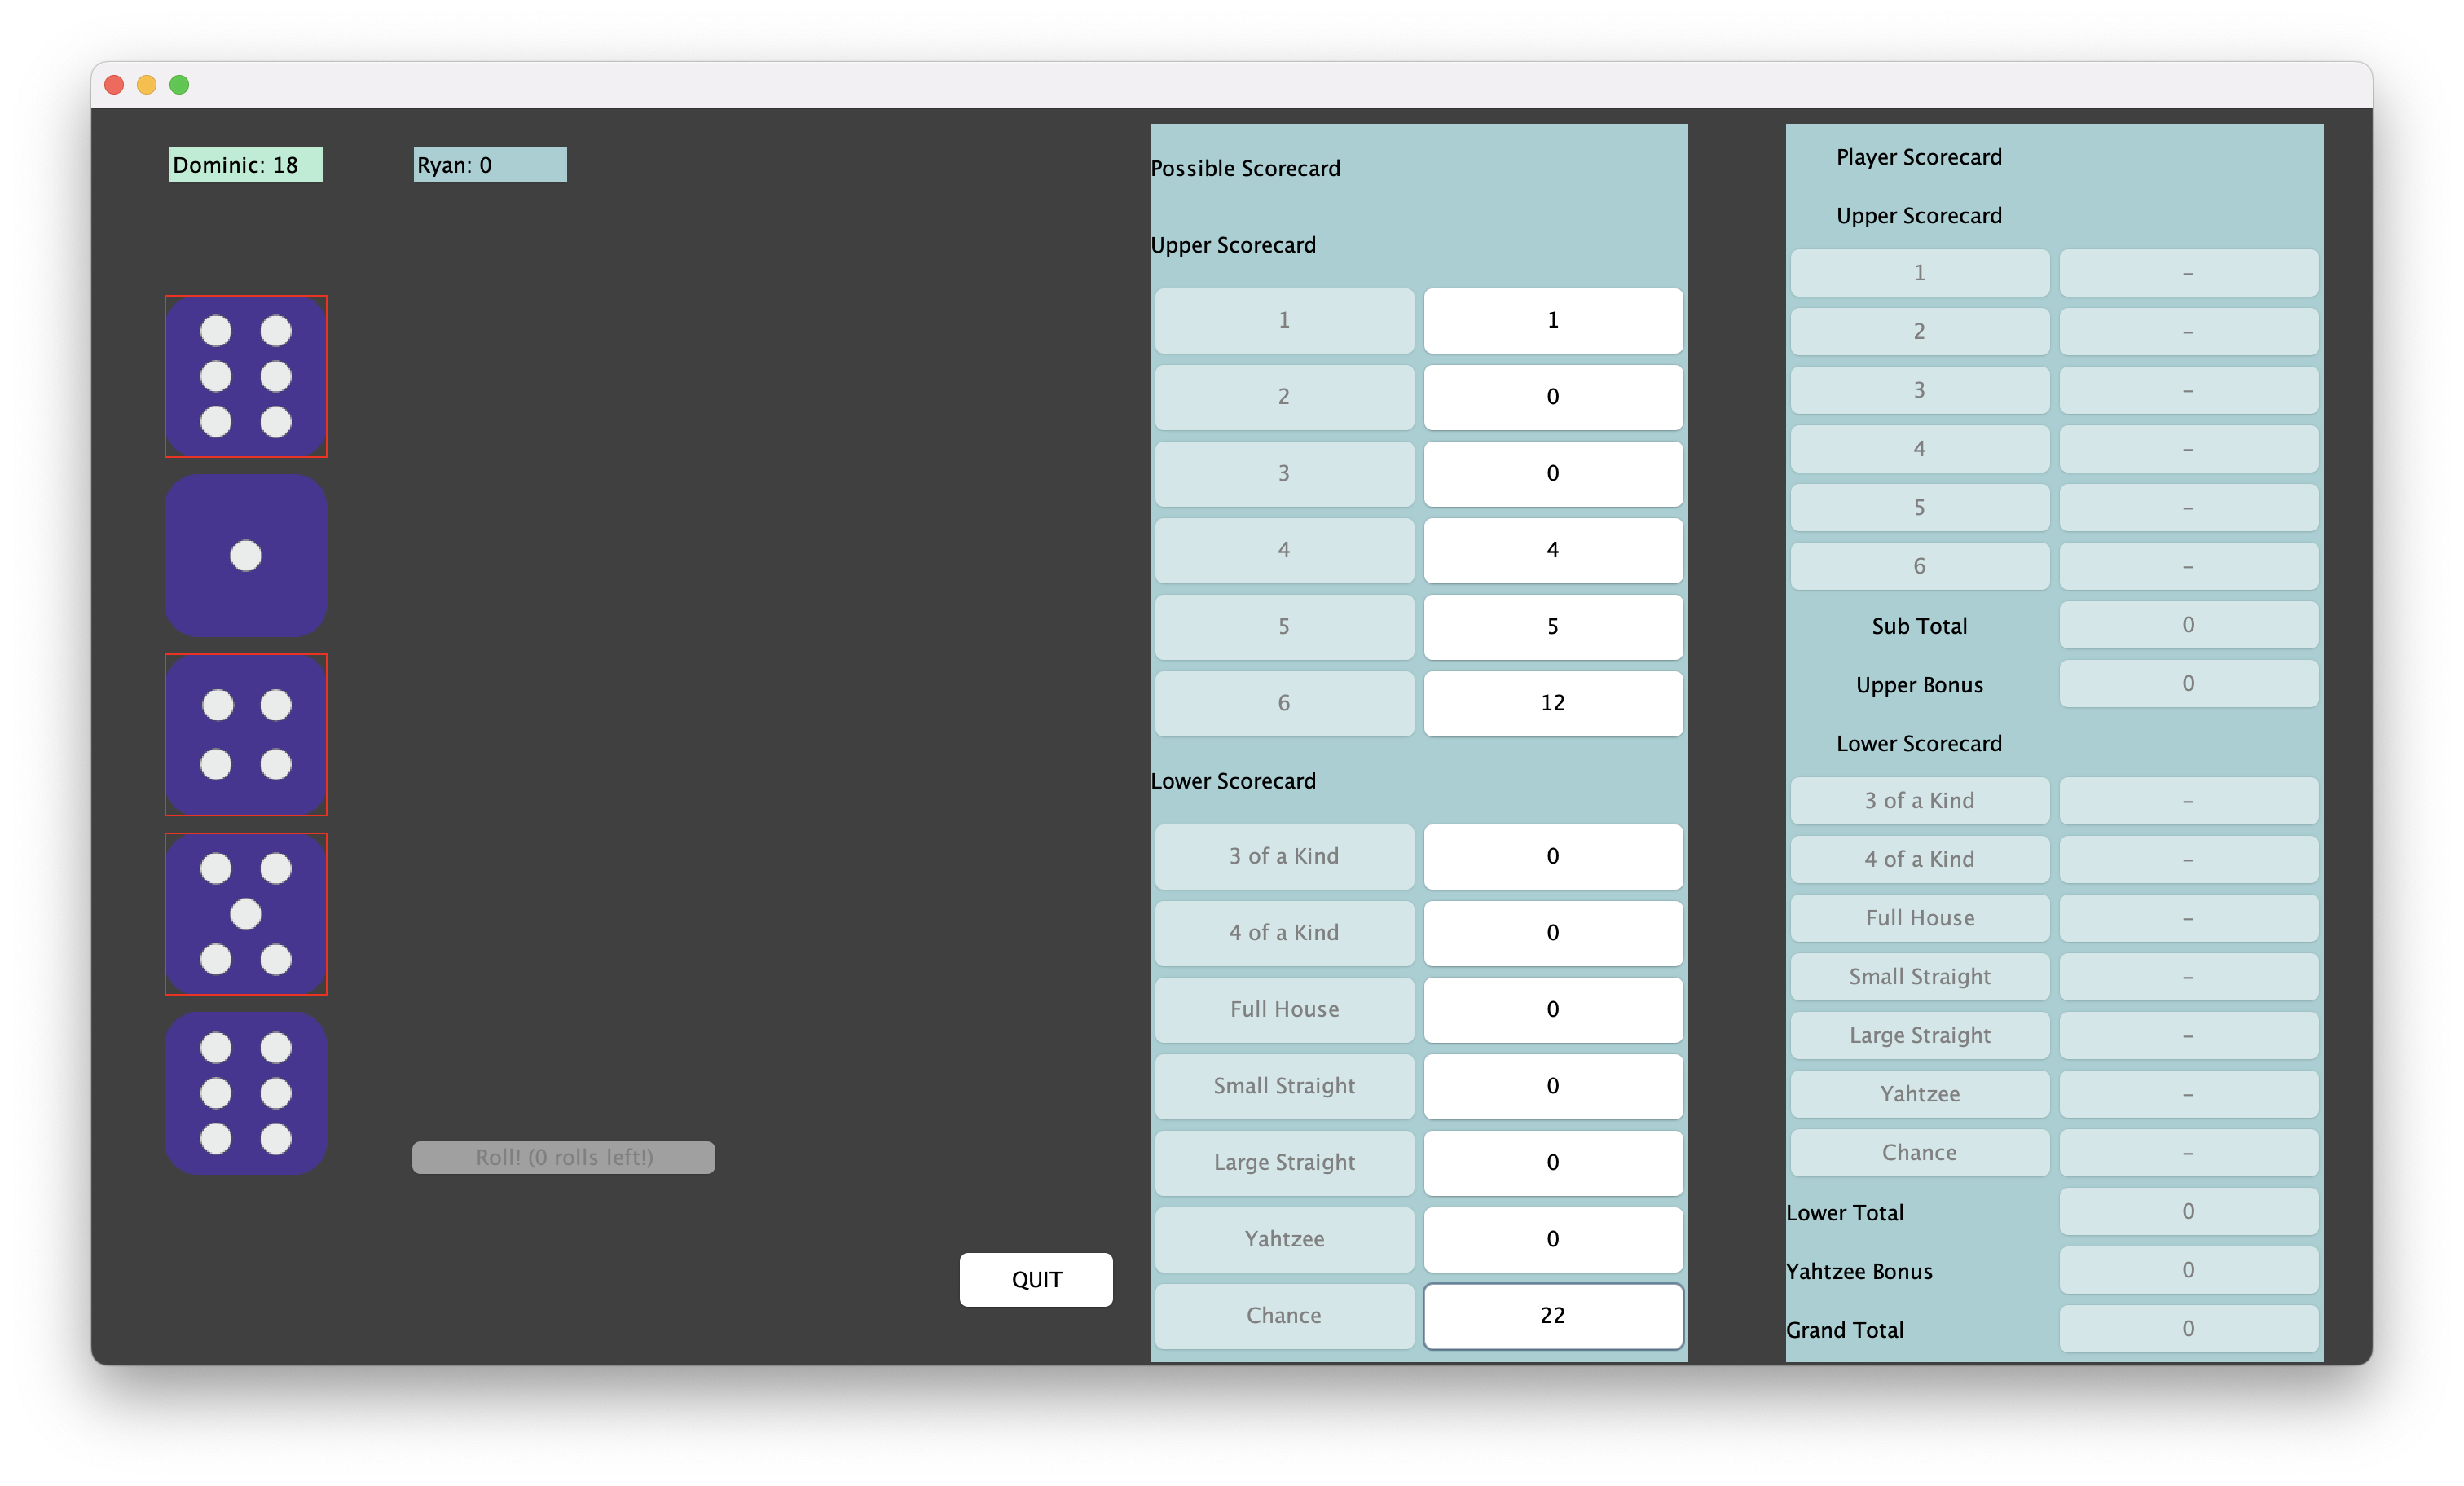 Dominic: 18
Ryan: 0
Roll! (0 rolls left!)
QUIT
Possible Scorecard
Upper Scorecard
1 1
2 0
3 0
4 4
5 5
6 12
Lower Scorecard
3 of a Kind 0
4 of a Kind 0
Full House 0
Small Straight 0
Large Straight 0
Yahtzee 0
Chance 22
Player Scorecard
Upper Scorecard
1 –
2 –
3 –
4 –
5 –
6 –
Sub Total 0
Upper Bonus 0
Lower Scorecard
3 of a Kind –
4 of a Kind –
Full House –
Small Straight –
Large Straight –
Yahtzee –
Chance –
Lower Total 0
Yahtzee Bonus 0
Grand Total 0